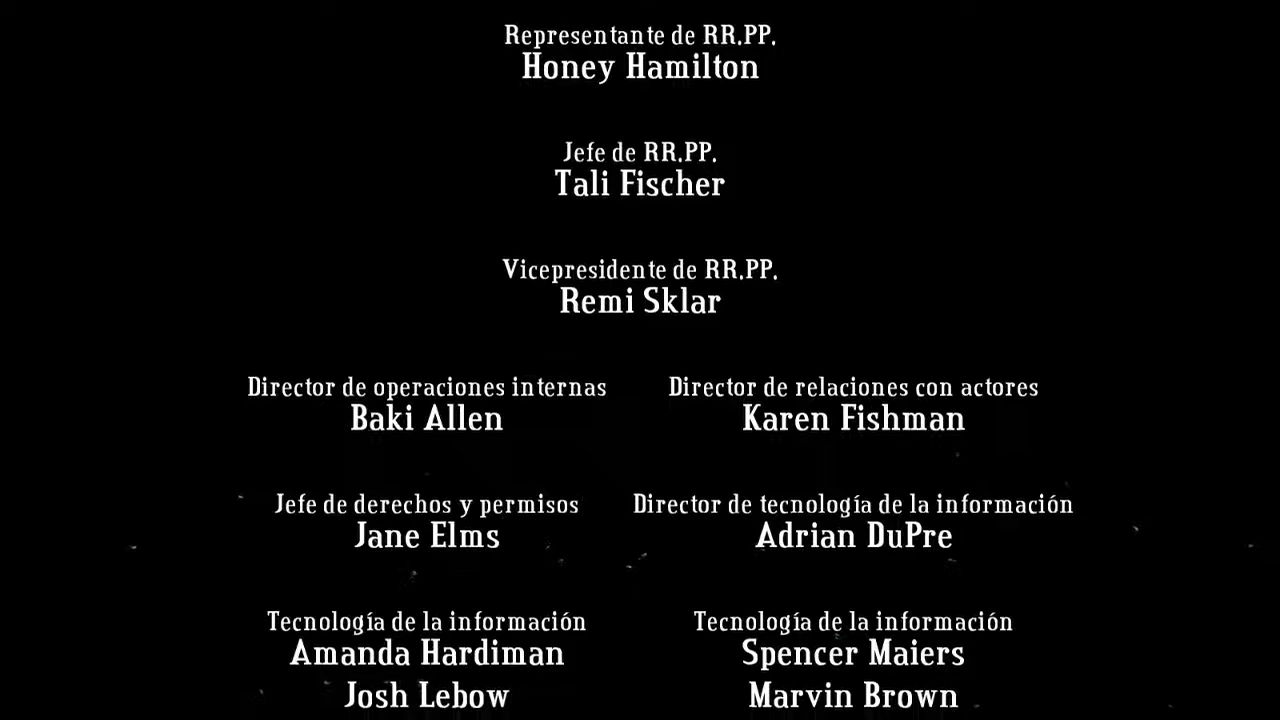 Representante de RR.PP.
Honey Hamilton
Jefe de RR.PP.
Tali Fischer
Vicepresidente de RR.PP.
Remi Sklar
Director de operaciones internas
Baki Allen
Director de relaciones con actores
Karen Fishman
Jefe de derechos y permisos
Jane Elms
Director de tecnología de la información
Adrian DuPre
Tecnología de la información
Amanda Hardiman
Josh Lebow
Tecnología de la información
Spencer Maiers
Marvin Brown